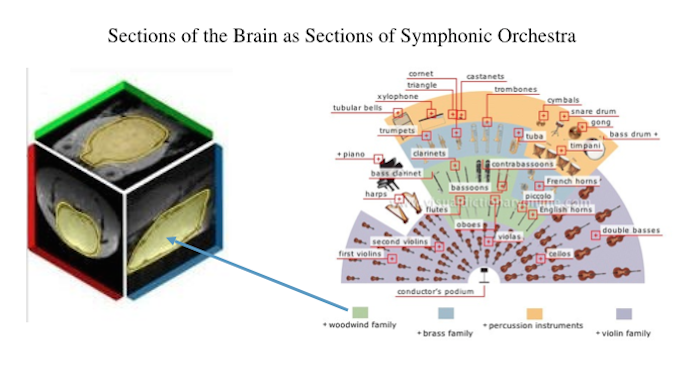 Sections of the Brain as Sections of Symphonic Orchestra
cornet
castanets
triangle
trombones
xylophone
cymbals
tubular bells
snare drum
gong
trumpets
tuba
bass drum +
timpani
+ piano
clarinets
contrabassoons
bass clarinet
French horns
bassoons
harps
piccolo
flutes
English horns
oboes
violas
double basses
second violins
first violins
cellos
conductor's podium
+ woodwind family
+ brass family
+ percussion instruments
+ violin family